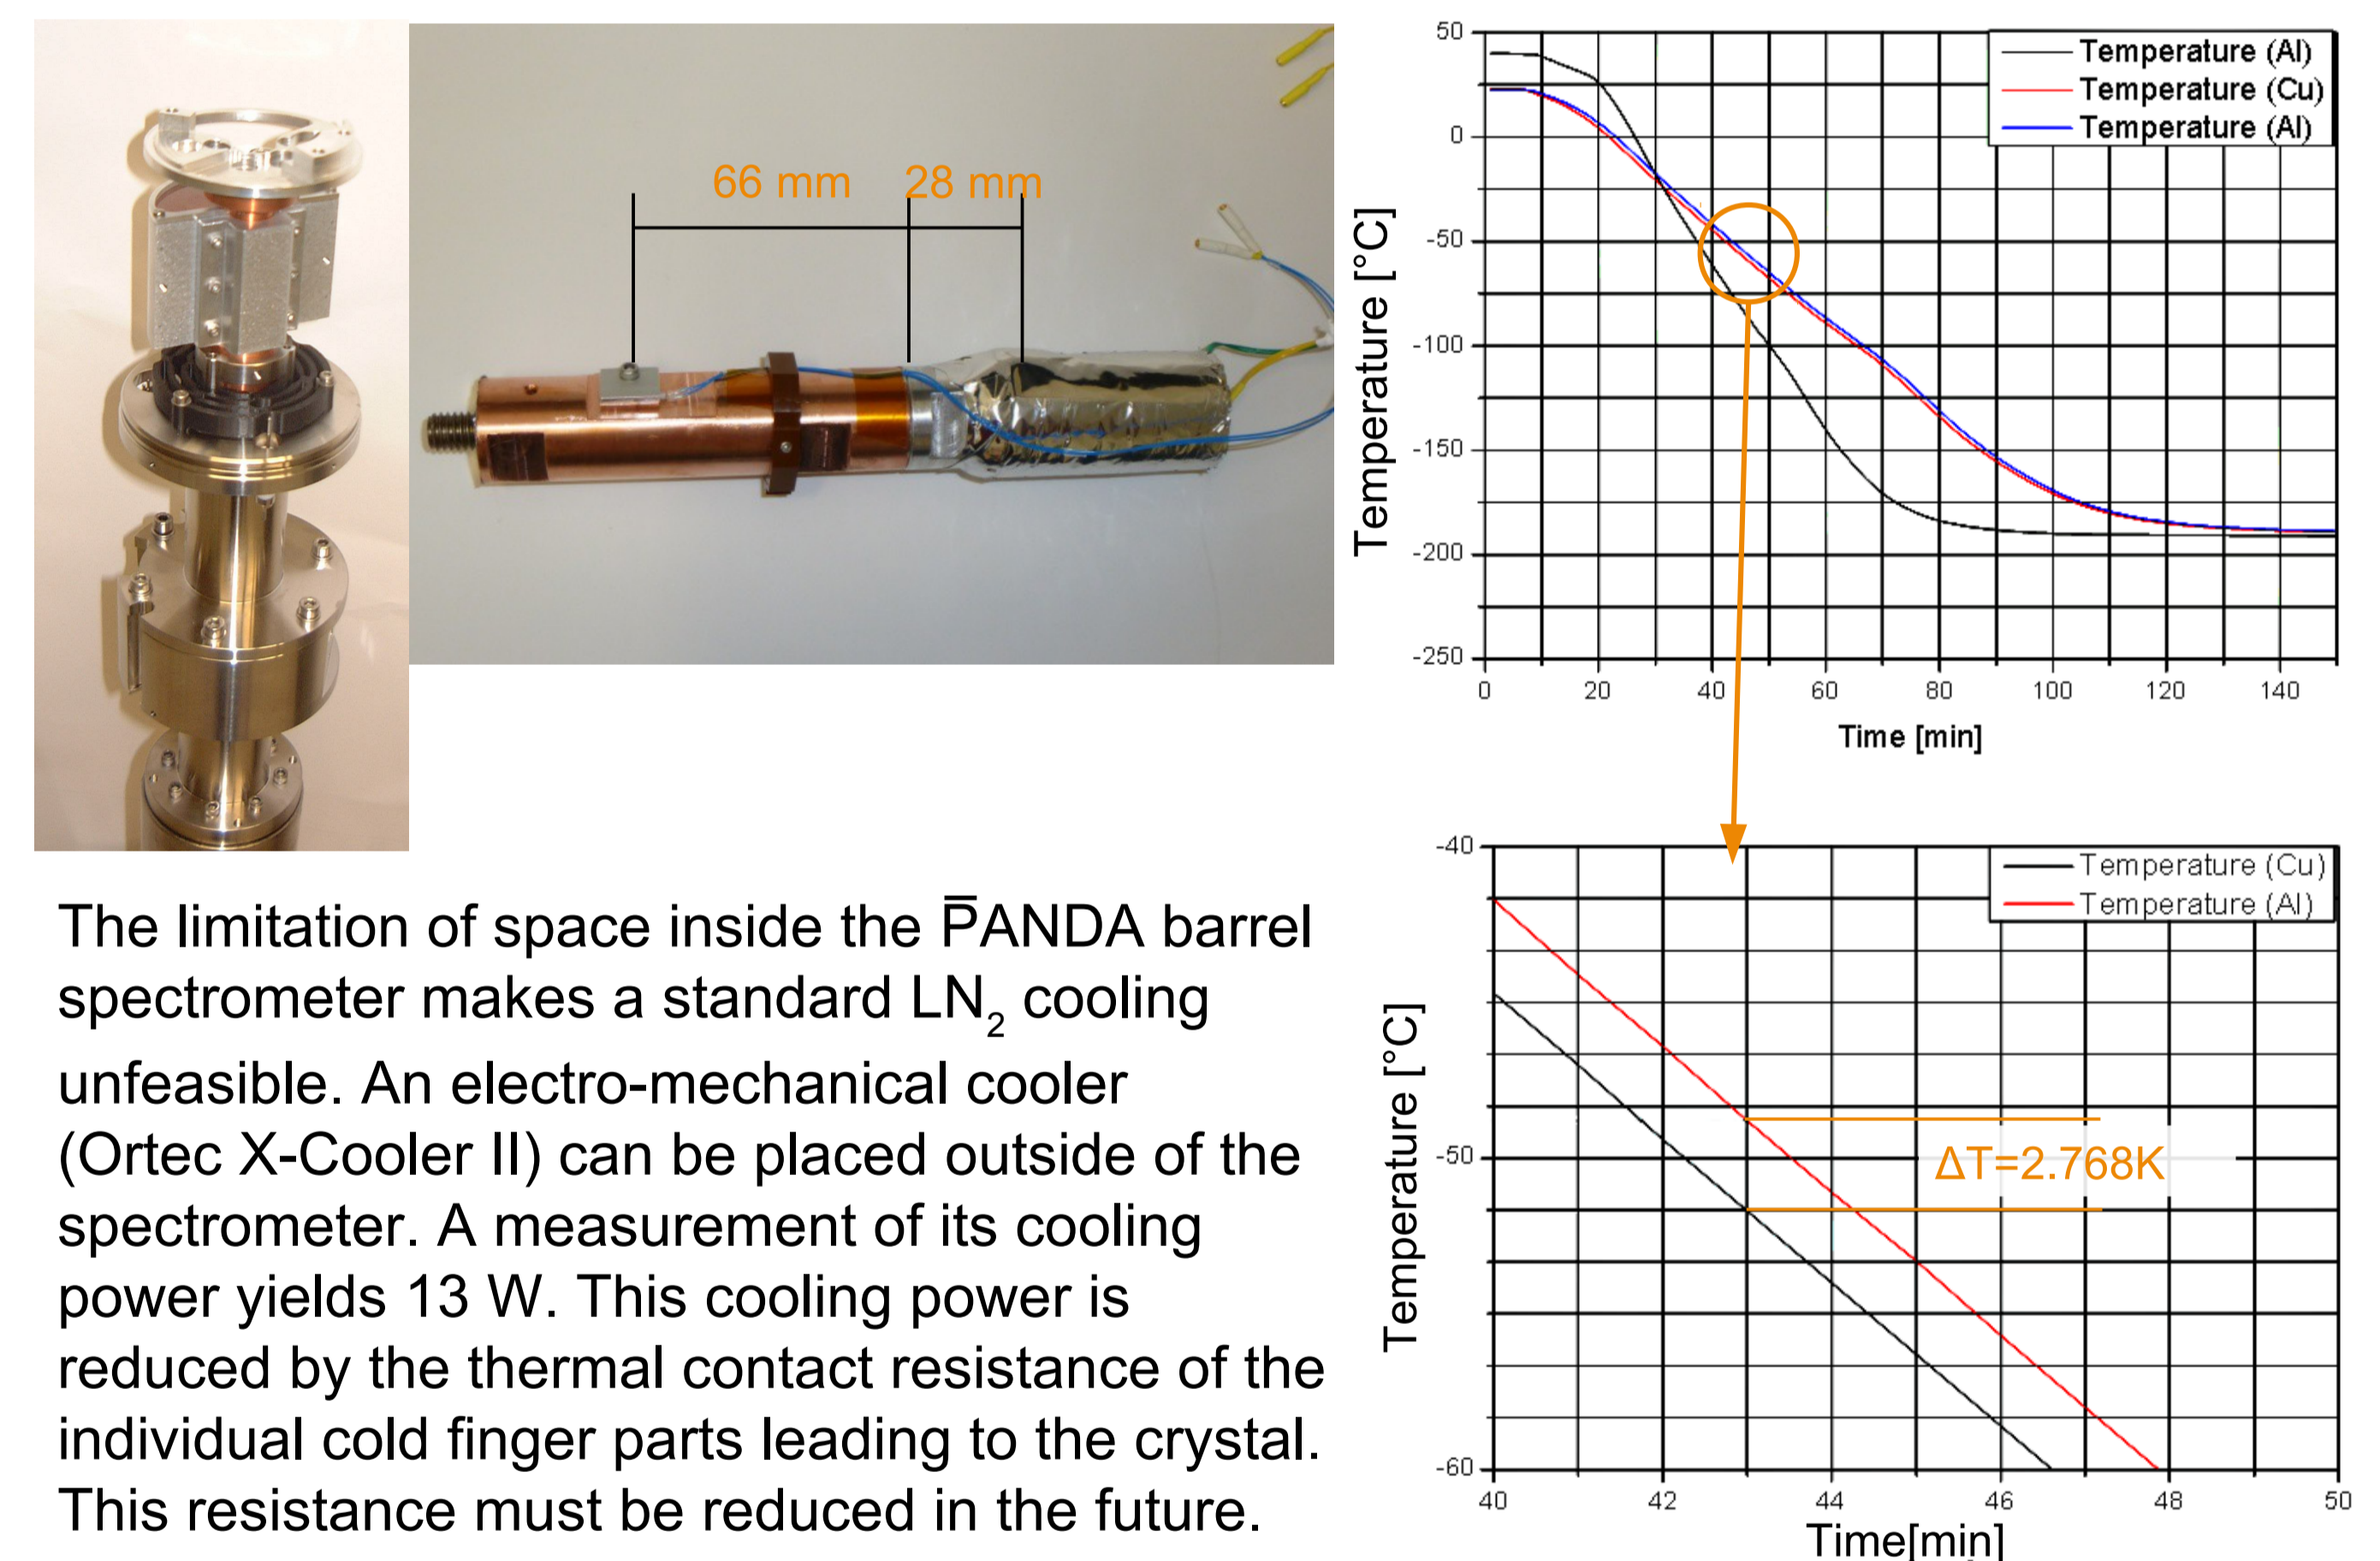 66 mm
28 mm
Temperature (Al)
Temperature (Cu)
Temperature (Al)
50
0
-50
-100
-150
-200
-250
Temperature [°C]
0 20 40 60 80 100 120 140
Time [min]
The limitation of space inside the P̅ANDA barrel
spectrometer makes a standard LN₂ cooling
unfeasible. An electro-mechanical cooler
(Ortec X-Cooler II) can be placed outside of the
spectrometer. A measurement of its cooling
power yields 13 W. This cooling power is
reduced by the thermal contact resistance of the
individual cold finger parts leading to the crystal.
This resistance must be reduced in the future.
Temperature (Cu)
Temperature (Al)
-40
-50
-60
Temperature [°C]
ΔT=2.768K
40 42 44 46 48 50
Time[min]